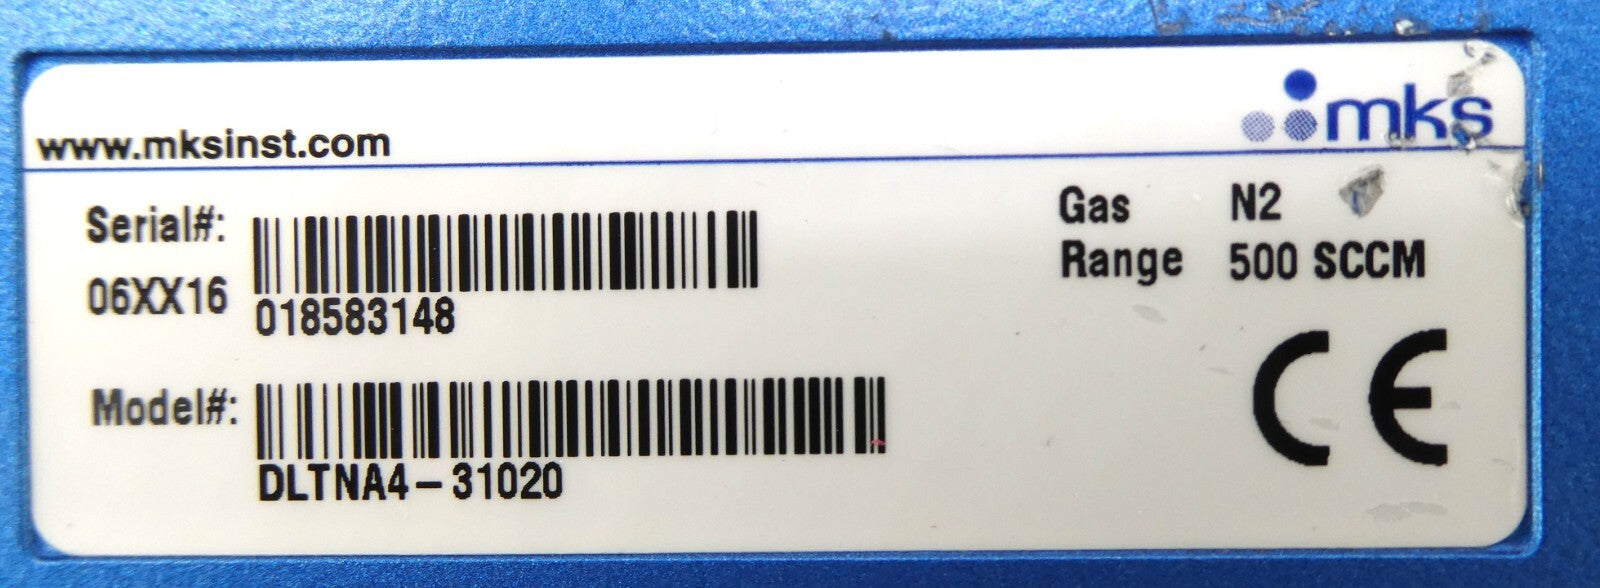 www.mksinst.com
mks
Serial#:
06XX16
018583148
Gas N2
Range 500 SCCM
Model#:
DLTNA4-31020
CE